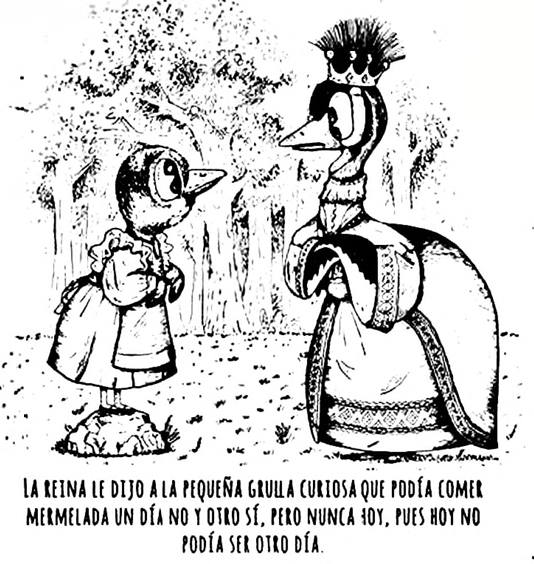 LA REINA LE DIJO A LA PEQUEÑA GRULLA CURIOSA QUE PODÍA COMER
MERMELADA UN DÍA NO Y OTRO SÍ, PERO NUNCA HOY, PUES HOY NO
PODÍA SER OTRO DÍA.